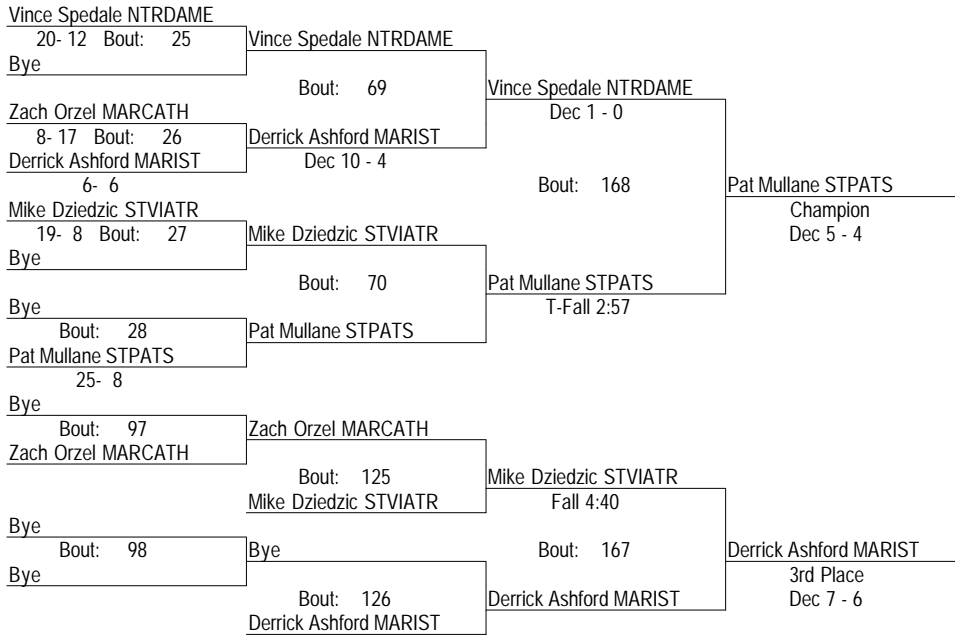 Vince Spedale NTRDAME
20- 12 Bout: 25
Vince Spedale NTRDAME
Bye
Bout: 69
Vince Spedale NTRDAME
Zach Orzel MARCATH
Dec 1 - 0
8- 17 Bout: 26
Derrick Ashford MARIST
Derrick Ashford MARIST
Dec 10 - 4
6- 6
Bout: 168
Pat Mullane STPATS
Mike Dziedzic STVIATR
Champion
19- 8 Bout: 27
Mike Dziedzic STVIATR
Dec 5 - 4
Bye
Bout: 70
Pat Mullane STPATS
Bye
T-Fall 2:57
Bout: 28
Pat Mullane STPATS
Pat Mullane STPATS
25- 8
Bye
Bout: 97
Zach Orzel MARCATH
Zach Orzel MARCATH
Bout: 125
Mike Dziedzic STVIATR
Mike Dziedzic STVIATR
Fall 4:40
Bye
Bout: 98
Bye
Bout: 167
Derrick Ashford MARIST
Bye
3rd Place
Bout: 126
Derrick Ashford MARIST
Dec 7 - 6
Derrick Ashford MARIST